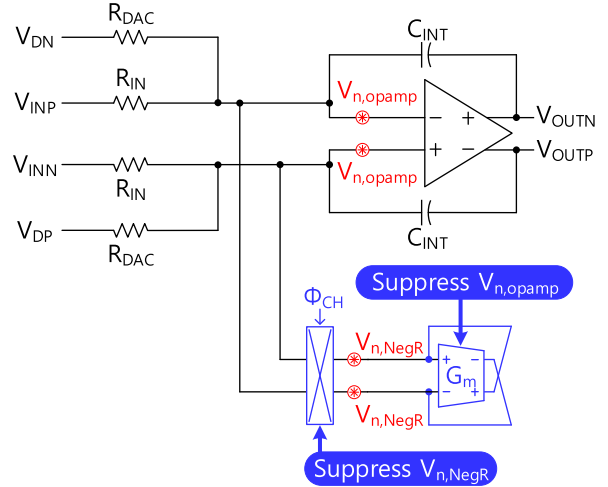 R_DAC
V_DN
C_INT
R_IN
V_n,opamp
V_INP
− +
V_OUTN
V_INN
+ −
V_OUTP
R_IN
V_n,opamp
V_DP
R_DAC
C_INT
Suppress V_n,opamp
Φ_CH
V_n,NegR
+ −
G_m
− +
V_n,NegR
Suppress V_n,NegR